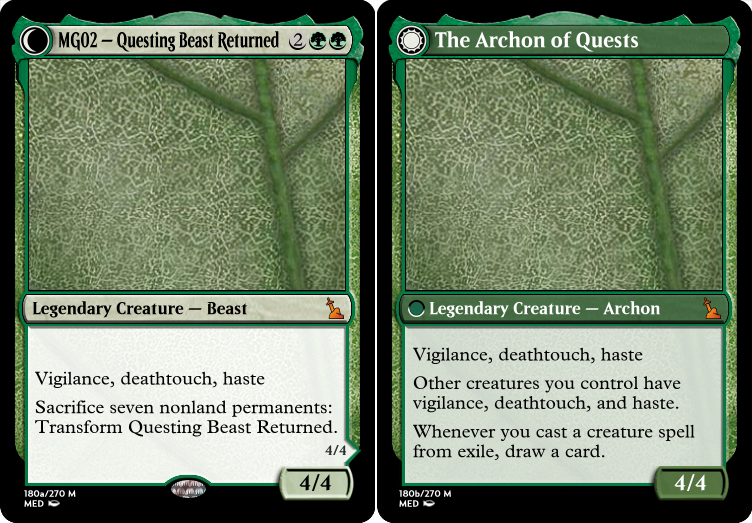 MG02 – Questing Beast Returned 2
Legendary Creature — Beast
Vigilance, deathtouch, haste
Sacrifice seven nonland permanents:
Transform Questing Beast Returned.
4/4
4/4
180a/270 M
MED
The Archon of Quests
Legendary Creature — Archon
Vigilance, deathtouch, haste
Other creatures you control have
vigilance, deathtouch, and haste.
Whenever you cast a creature spell
from exile, draw a card.
4/4
180b/270 M
MED